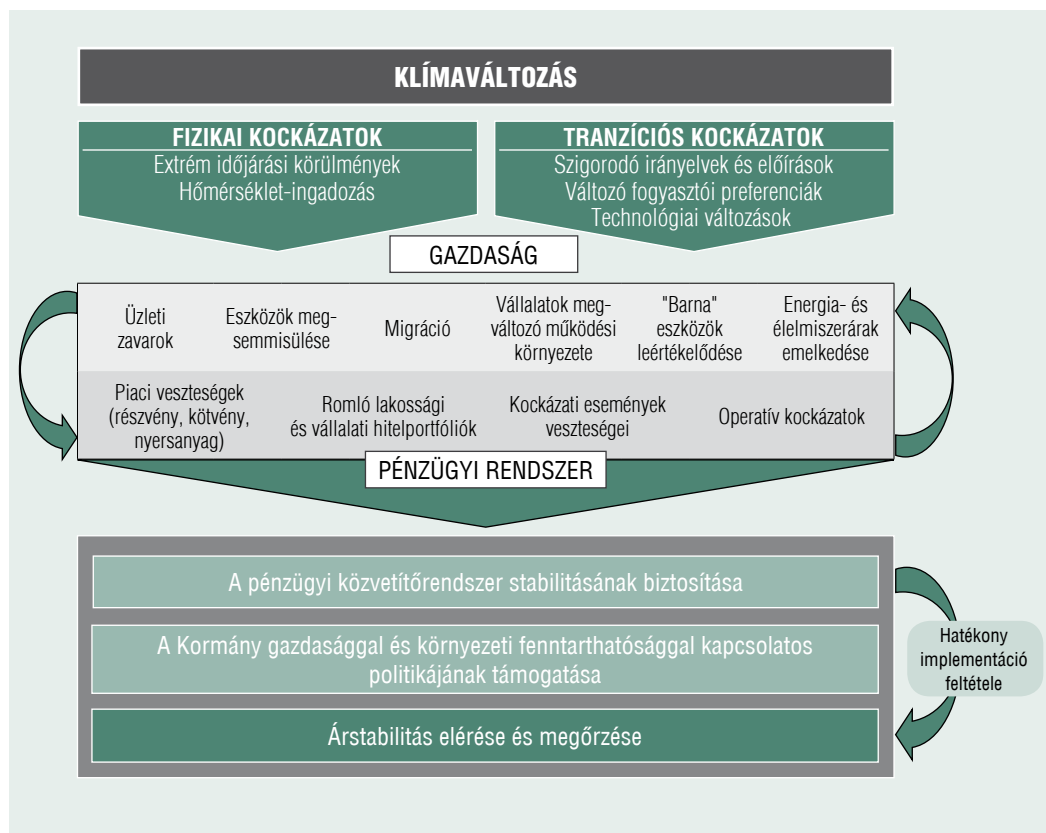 KLÍMAVÁLTOZÁS
FIZIKAI KOCKÁZATOK
Extrém időjárási körülmények
Hőmérséklet-ingadozás
TRANZÍCIÓS KOCKÁZATOK
Szigorodó irányelvek és előírások
Változó fogyasztói preferenciák
Technológiai változások
GAZDASÁG
Üzleti
zavarok
Eszközök meg-
semmisülése
Migráció
Vállalatok meg-
változó működési
környezete
"Barna"
eszközök
leértékelődése
Energia- és
élelmiszerárak
emelkedése
Piaci veszteségek
(részvény, kötvény,
nyersanyag)
Romló lakossági
és vállalati hitelportfóliók
Kockázati események
veszteségei
Operatív kockázatok
PÉNZÜGYI RENDSZER
A pénzügyi közvetítőrendszer stabilitásának biztosítása
A Kormány gazdasággal és környezeti fenntarthatósággal kapcsolatos
politikájának támogatása
Árstabilitás elérése és megőrzése
Hatékony
implementáció
feltétele